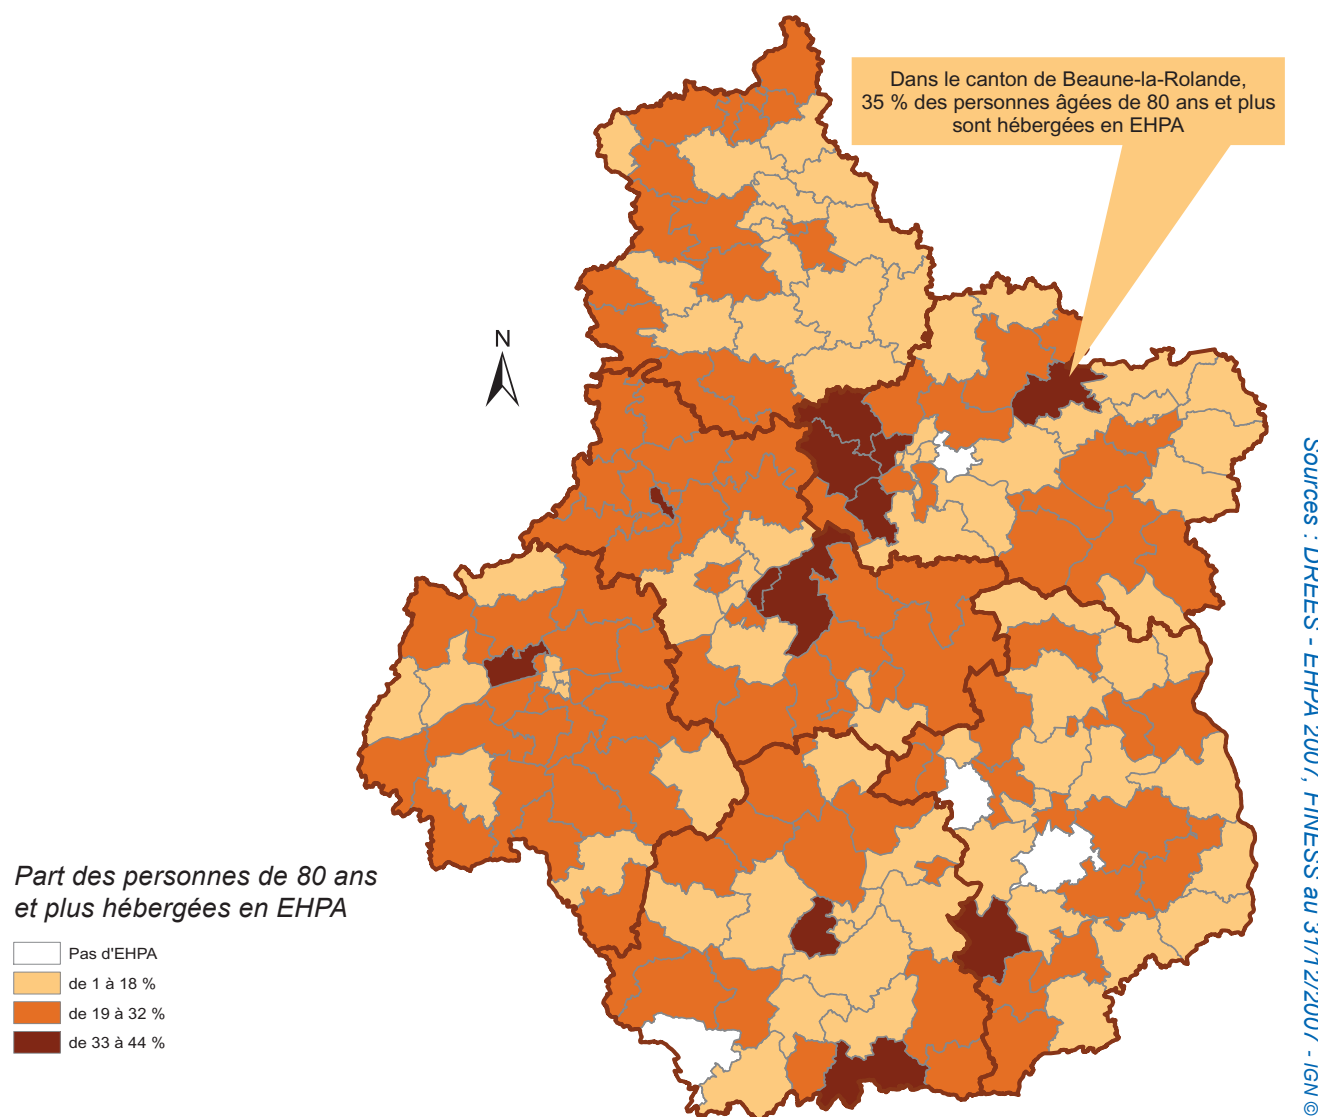 Dans le canton de Beaune-la-Rolande,
35 % des personnes âgées de 80 ans et plus
sont hébergées en EHPA
N
Part des personnes de 80 ans
et plus hébergées en EHPA
Pas d'EHPA
de 1 à 18 %
de 19 à 32 %
de 33 à 44 %
Sources : DREES - EHPA 2007, FINESS au 31/12/2007 - IGN ©